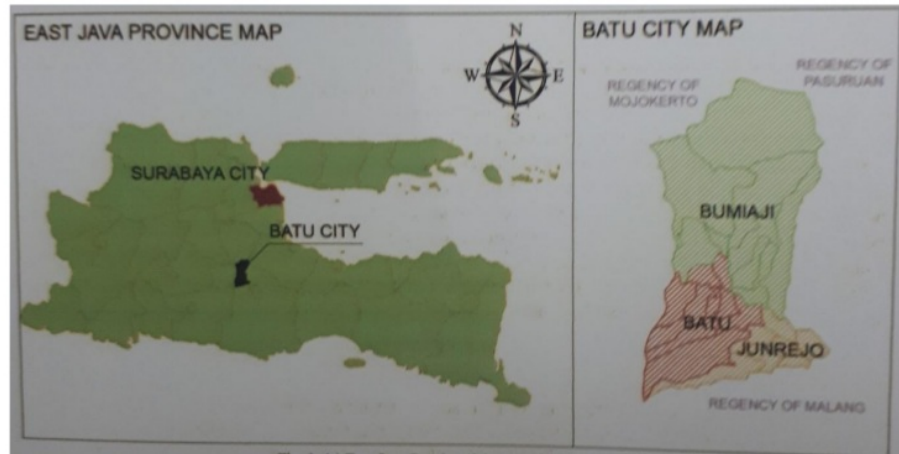 EAST JAVA PROVINCE MAP
N
W
E
S
SURABAYA CITY
BATU CITY
BATU CITY MAP
REGENCY OF
PASURUAN
REGENCY OF
MOJOKERTO
BUMIAJI
BATU
JUNREJO
REGENCY OF MALANG